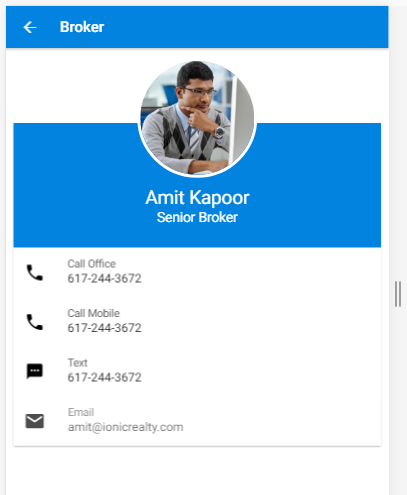 Broker
Amit Kapoor
Senior Broker
Call Office
617-244-3672
Call Mobile
617-244-3672
Text
617-244-3672
Email
amit@ionicrealty.com